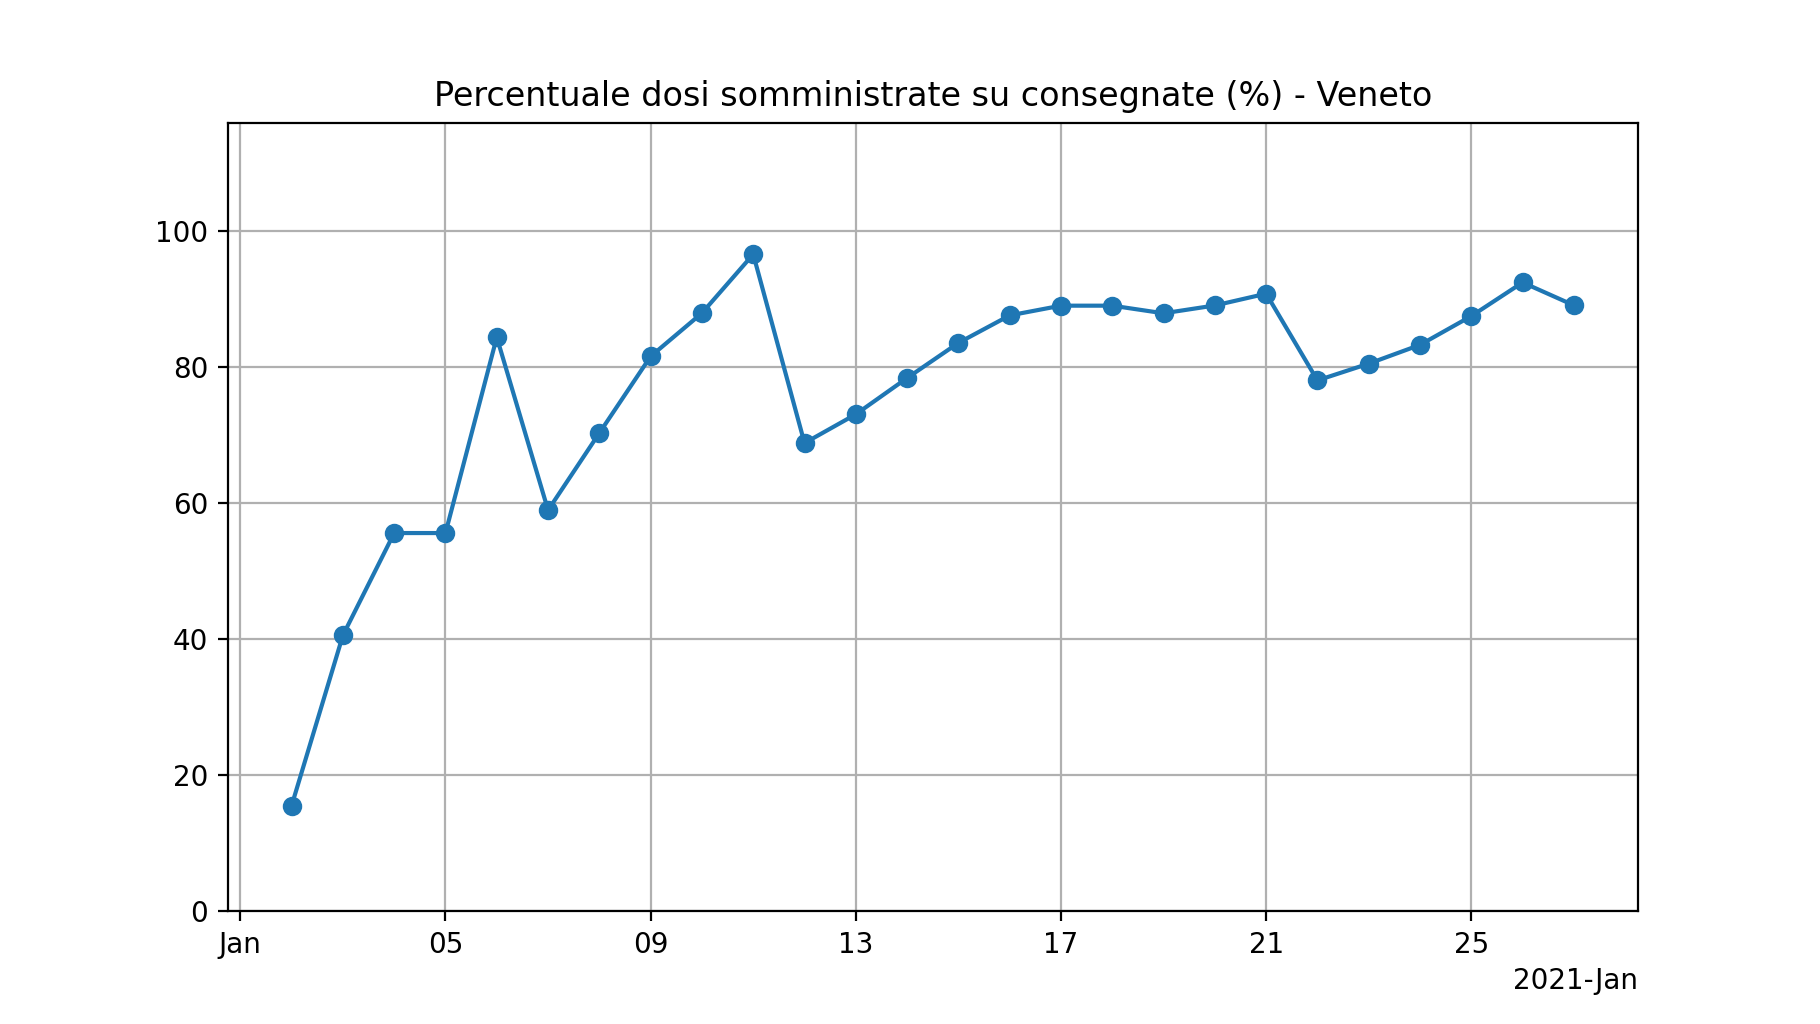 Percentuale dosi somministrate su consegnate (%) - Veneto
100
80
60
40
20
0
Jan 05 09 13 17 21 25
2021-Jan